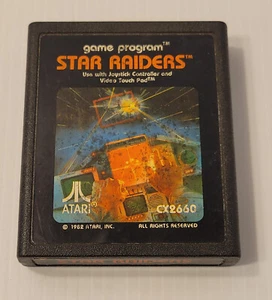 game program™
STAR RAIDERS™
Use with Joystick Controller and
Video Touch Pad™
ATARI®
CX2660
© 1982 ATARI, INC. ALL RIGHTS RESERVED